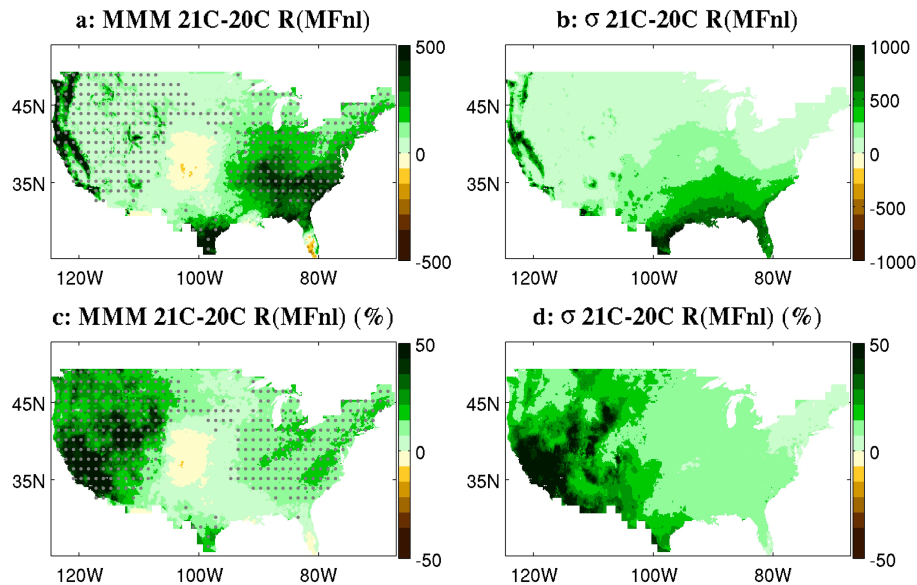 a: MMM 21C-20C R(MFnl)
b: σ 21C-20C R(MFnl)
500
0
-500
45N
35N
120W 100W 80W
1000
500
0
-500
-1000
45N
35N
120W 100W 80W
c: MMM 21C-20C R(MFnl) (%)
d: σ 21C-20C R(MFnl) (%)
50
0
-50
45N
35N
120W 100W 80W
50
0
-50
45N
35N
120W 100W 80W